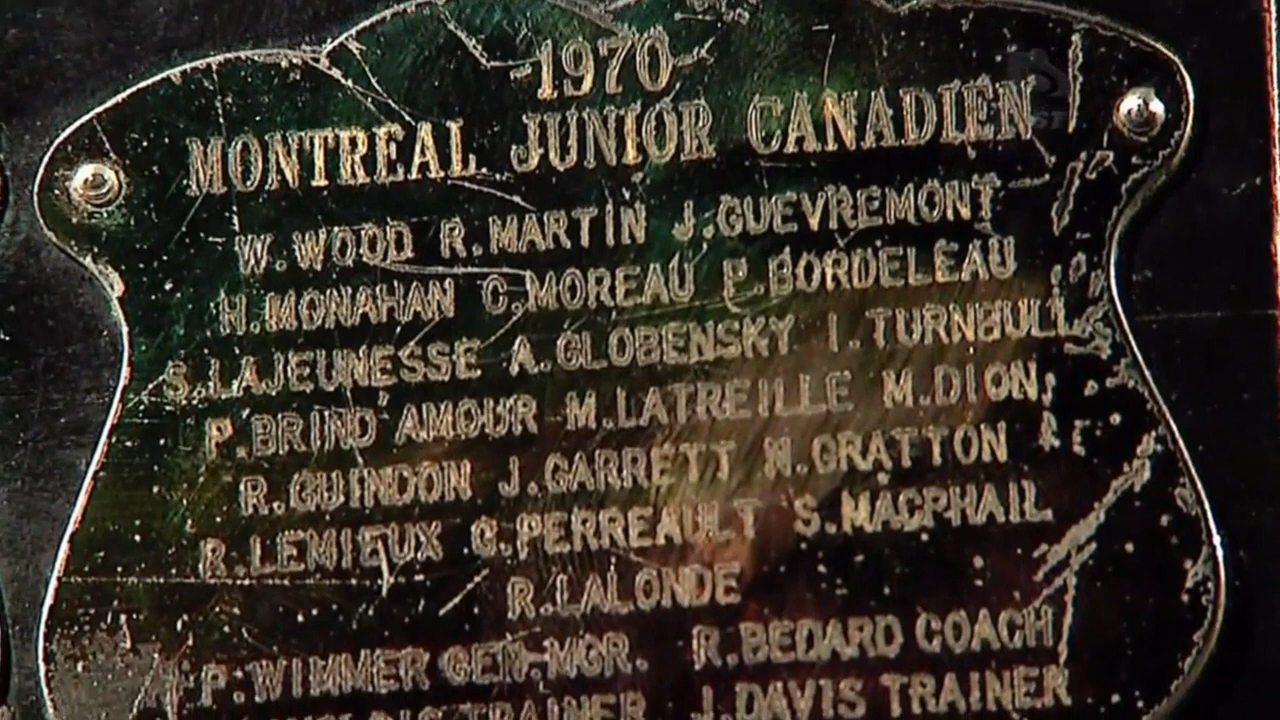 -1970-
MONTREAL JUNIOR CANADIEN
W.WOOD R.MARTIN J.GUEVREMONT
H.MONAHAN C.MOREAU P.BORDELEAU
S.LAJEUNESSE A.GLOBENSKY I.TURNBULL
P.BRIND'AMOUR M.LATREILLE M.DION
R.GUINDON J.GARRETT N.GRATTON
R.LEMIEUX G.PERREAULT S.MACPHAIL
R.LALONDE
P.WIMMER GEN-MGR. R.BEDARD COACH
TRAINER J.DAVIS TRAINER